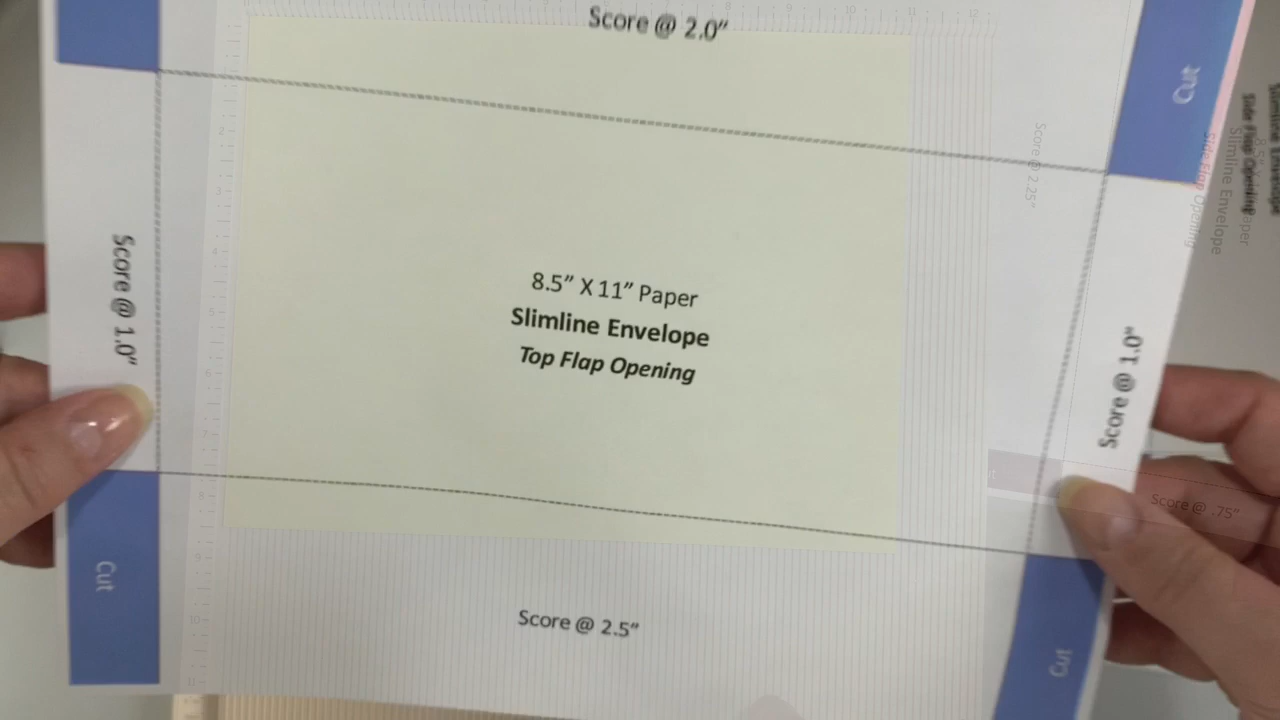 Score @ 2.0”
Cut
Score @ 2.25”
Side Flap Opening
Slimline Envelope
Score @ 1.0”
8.5” X 11” Paper
Slimline Envelope
Top Flap Opening
Score @ 1.0”
Score @ .75”
Cut
Score @ 2.5”
Cut